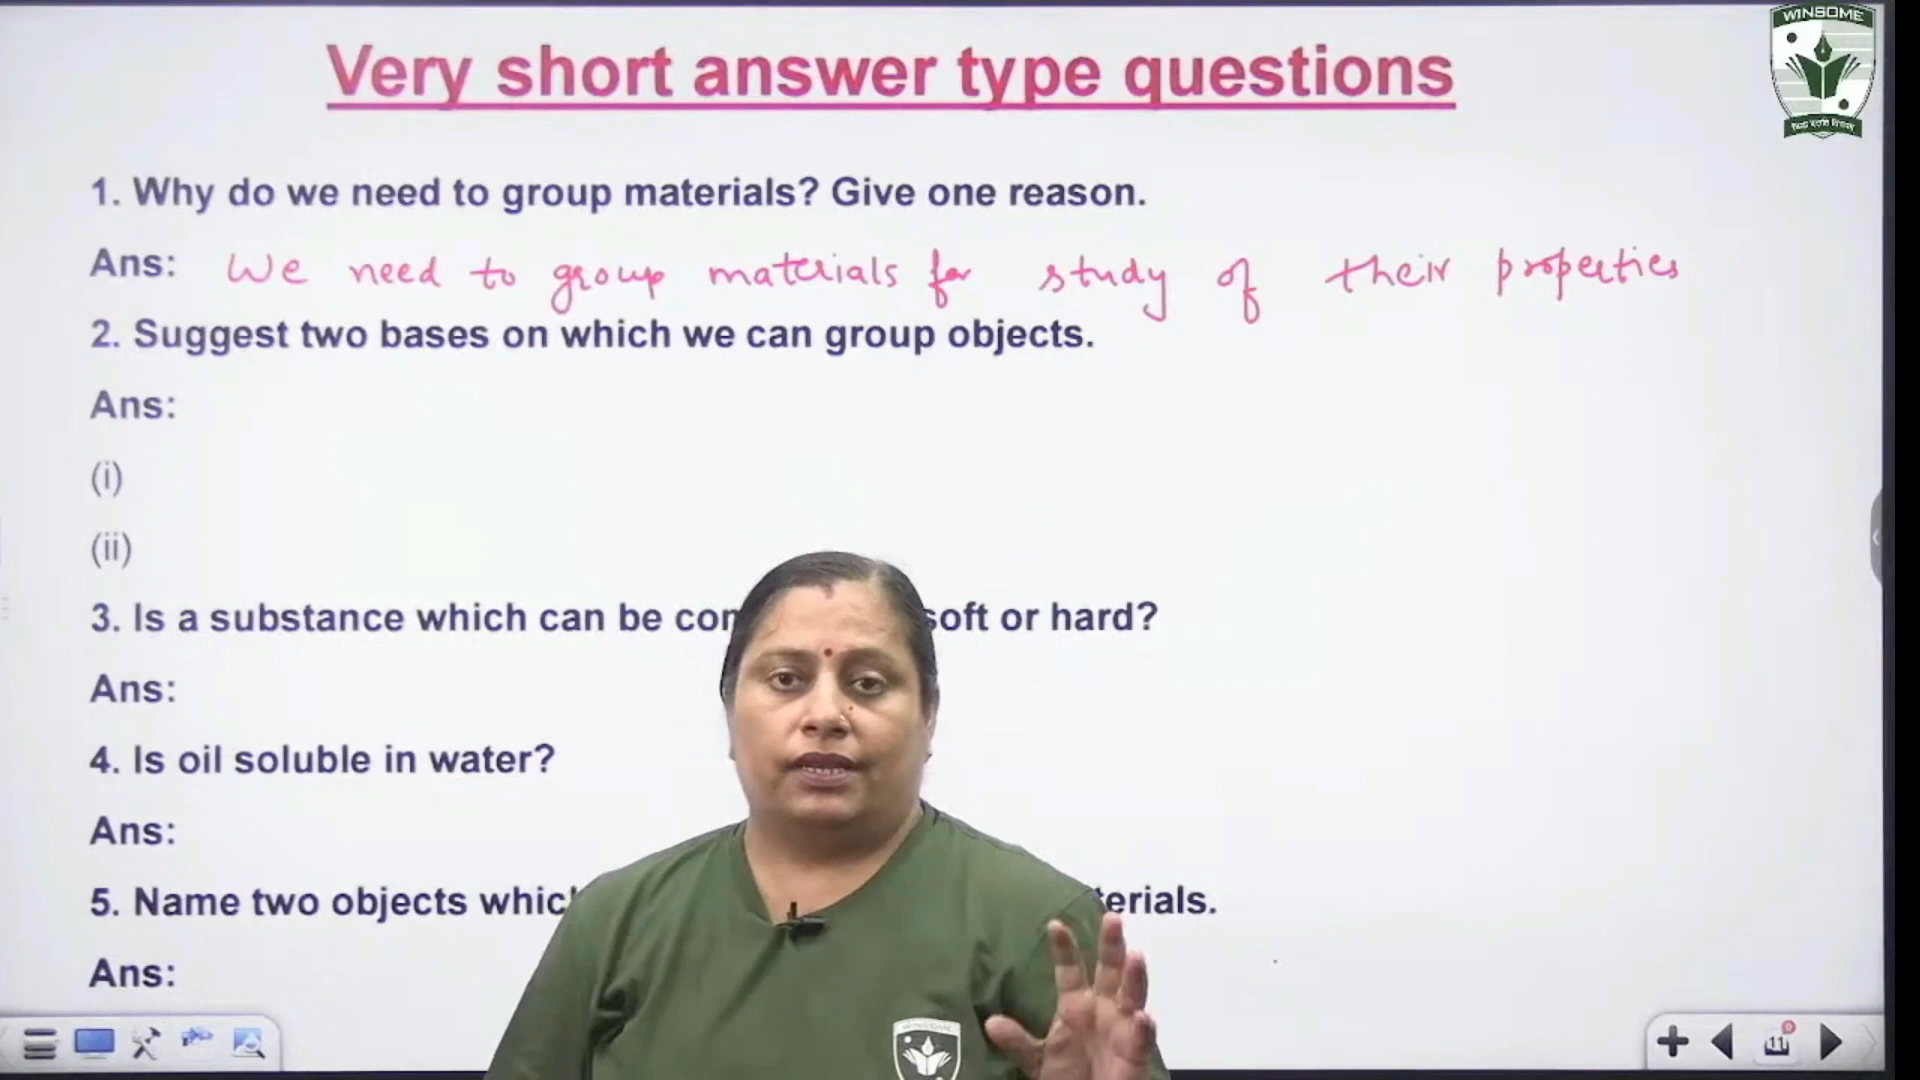 WINSOME
Very short answer type questions
1. Why do we need to group materials? Give one reason.
Ans: We need to group materials for study of their properties
2. Suggest two bases on which we can group objects.
Ans:
(i)
(ii)
3. Is a substance which can be soft or hard?
Ans:
4. Is oil soluble in water?
Ans:
5. Name two objects
Ans:
11
WINSOME